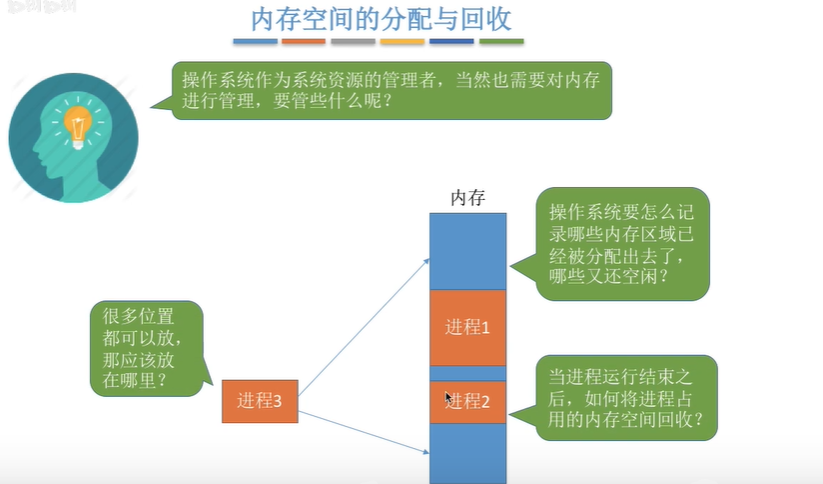 内存空间的分配与回收
操作系统作为系统资源的管理者，当然也需要对内存
进行管理，要管些什么呢？
内存
操作系统要怎么记
录哪些内存区域已
经被分配出去了，
哪些又还空闲？
很多位置
都可以放，
那应该放
在哪里？
进程1
进程3
进程2
当进程运行结束之
后，如何将进程占
用的内存空间回收？